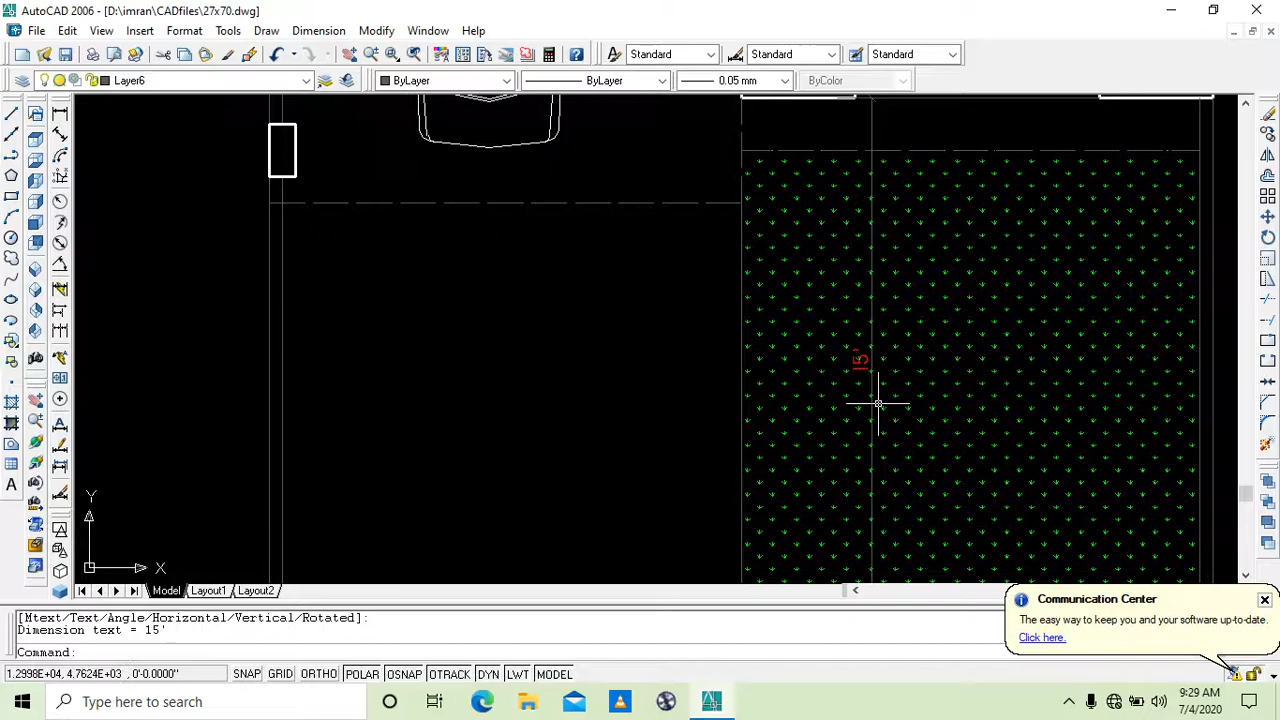 AutoCAD 2006 - [D:\imran\CADfiles\27x70.dwg]
File Edit View Insert Format Tools Draw Dimension Modify Window Help
Standard Standard Standard
Layer6 ByLayer ByLayer 0.05 mm ByColor
15'
Y
X
A
Model Layout1 Layout2
[Mtext/Text/Angle/Horizontal/Vertical/Rotated]:
Dimension text = 15'
Command:
Communication Center
The easy way to keep you and your software up-to-date.
Click here.
1.2998E+04, 4.7624E+03 , 0'-0.0000" SNAP GRID ORTHO POLAR OSNAP OTRACK DYN LWT MODEL
Type here to search
9:29 AM
7/4/2020